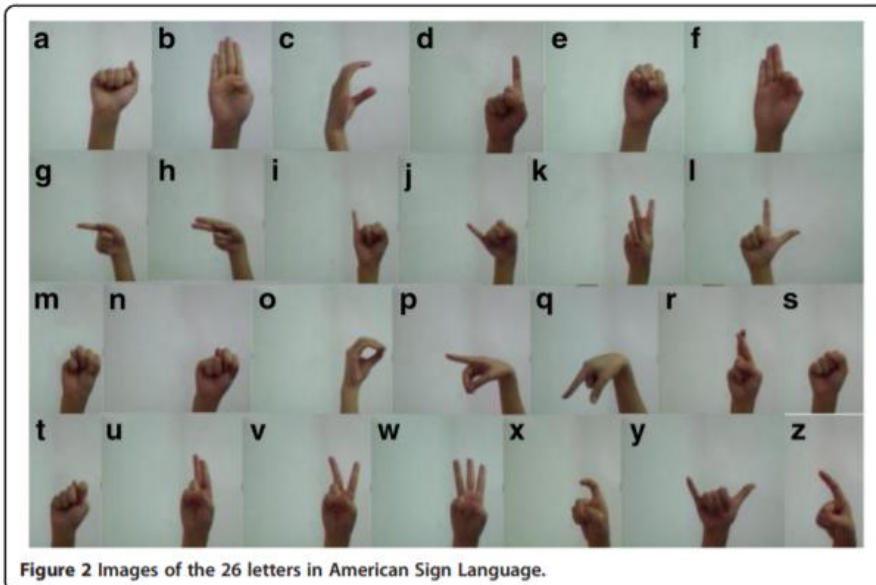 a b c d e f
g h i j k l
m n o p q r s
t u v w x y z
Figure 2 Images of the 26 letters in American Sign Language.